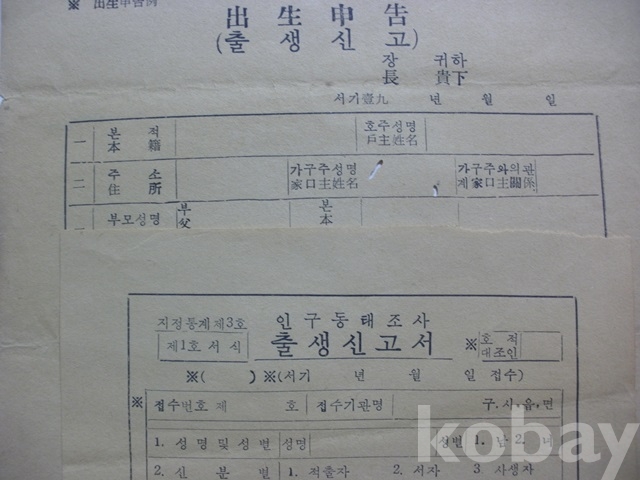 ※ 出生申告例
出生申告
(출생신고)
장 귀하
長 貴下
서기壹九 년 월 일
一 본적 호주성명
本籍 戶主姓名
二 주소 가구주성명 가구주와의관
住所 家口主姓名 계家口主關係
부모성명 부 본
父 本
지정통계제3호 인구동태조사
제1호서식 출생신고서 ※ 호적
대조인
※( ) ※(서기 년 월 일 접수)
※ 접수번호 제 호 접수기관명 구.시.읍.면
1. 성명및성별 성명 성별 1. 남 2. 녀
2. 신분별 1. 적출자 2. 서자 3. 사생자
kobay